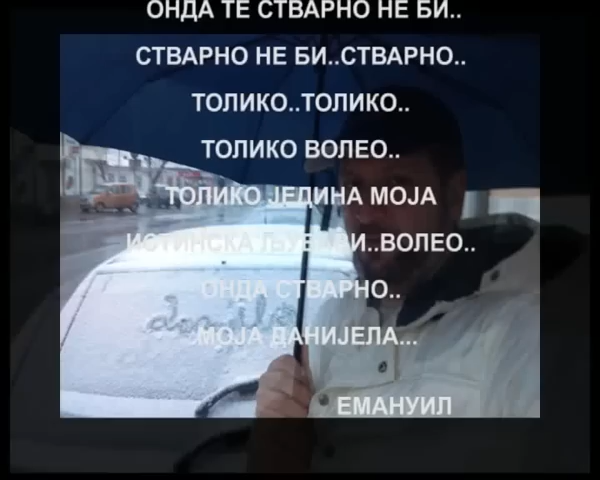 ОНДА ТЕ СТВАРНО НЕ БИ..
СТВАРНО НЕ БИ..СТВАРНО..
ТОЛИКО..ТОЛИКО..
ТОЛИКО ВОЛЕО..
ТОЛИКО ЈЕДИНА МОЈА
ИСТИНСКА ЉУБАВИ..ВОЛЕО..
ОНДА СТВАРНО..
МОЈА ДАНИЈЕЛА...
ЕМАНУИЛ